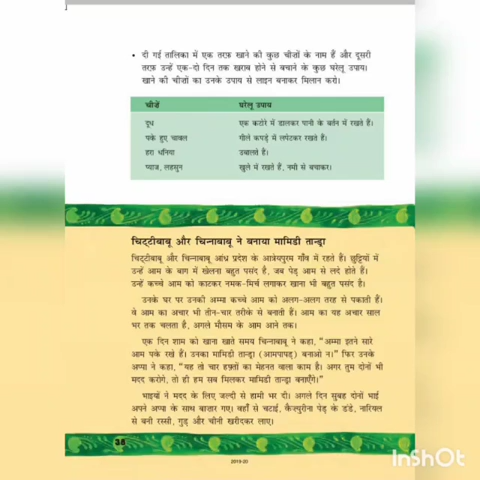 • दी गई तालिका में एक तरफ़ खाने की कुछ चीज़ों के नाम हैं और दूसरी
तरफ़ उन्हें एक-दो दिन तक खराब होने से बचाने के कुछ घरेलू उपाय।
खाने की चीज़ों का उनके उपाय से लाइन बनाकर मिलान करो।
चीज़ें घरेलू उपाय
दूध एक कटोरे में डालकर पानी के बर्तन में रखते हैं।
पके हुए चावल गीले कपड़े में लपेटकर रखते हैं।
हरा धनिया उबालते हैं।
प्याज, लहसुन खुले में रखते हैं, नमी से बचाकर।
चिट्टीबाबू और चिन्नाबाबू ने बनाया मामिडी तान्ड्रा
चिट्टीबाबू और चिन्नाबाबू आंध्र प्रदेश के आत्रेयपुरम गाँव में रहते हैं। छुट्टियों में
उन्हें आम के बाग में खेलना बहुत पसंद है, जब पेड़ आम से लदे होते हैं।
उन्हें कच्चे आम को काटकर नमक-मिर्च लगाकर खाना भी बहुत पसंद है।
उनके घर पर उनकी अम्मा कच्चे आम को अलग-अलग तरह से पकाती हैं।
वे आम का अचार भी तीन-चार तरीके से बनाती हैं। आम का यह अचार साल
भर तक चलता है, अगले मौसम के आम आने तक।
एक दिन शाम को खाना खाते समय चिन्नाबाबू ने कहा, "अम्मा इतने सारे
आम पके रखे हैं। उनका मामिडी तान्ड्रा (आमपापड़) बनाओ न।" फिर उनके
अप्पा ने कहा, "यह तो चार हफ़्तों का मेहनत वाला काम है। अगर तुम दोनों भी
मदद करोगे, तो ही हम सब मिलकर मामिडी तान्ड्रा बनाएँगे।"
भाइयों ने मदद के लिए जल्दी से हामी भर दी। अगले दिन सुबह दोनों भाई
अपने अप्पा के साथ बाज़ार गए। वहाँ से चटाई, कैज़्युरीना पेड़ के डंडे, नारियल
से बनी रस्सी, गुड़ और चीनी खरीदकर लाए।
38
2019-20
InShOt